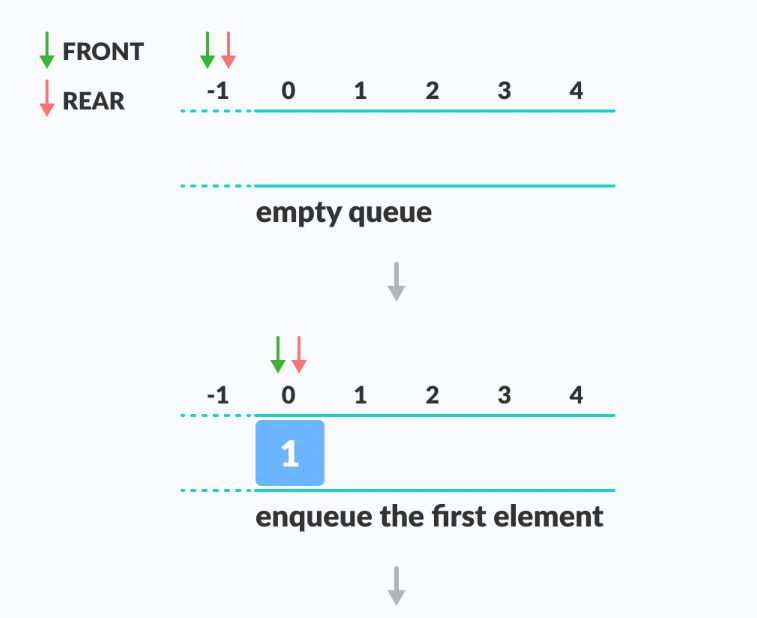 FRONT
REAR
-1 0 1 2 3 4
empty queue
-1 0 1 2 3 4
1
enqueue the first element